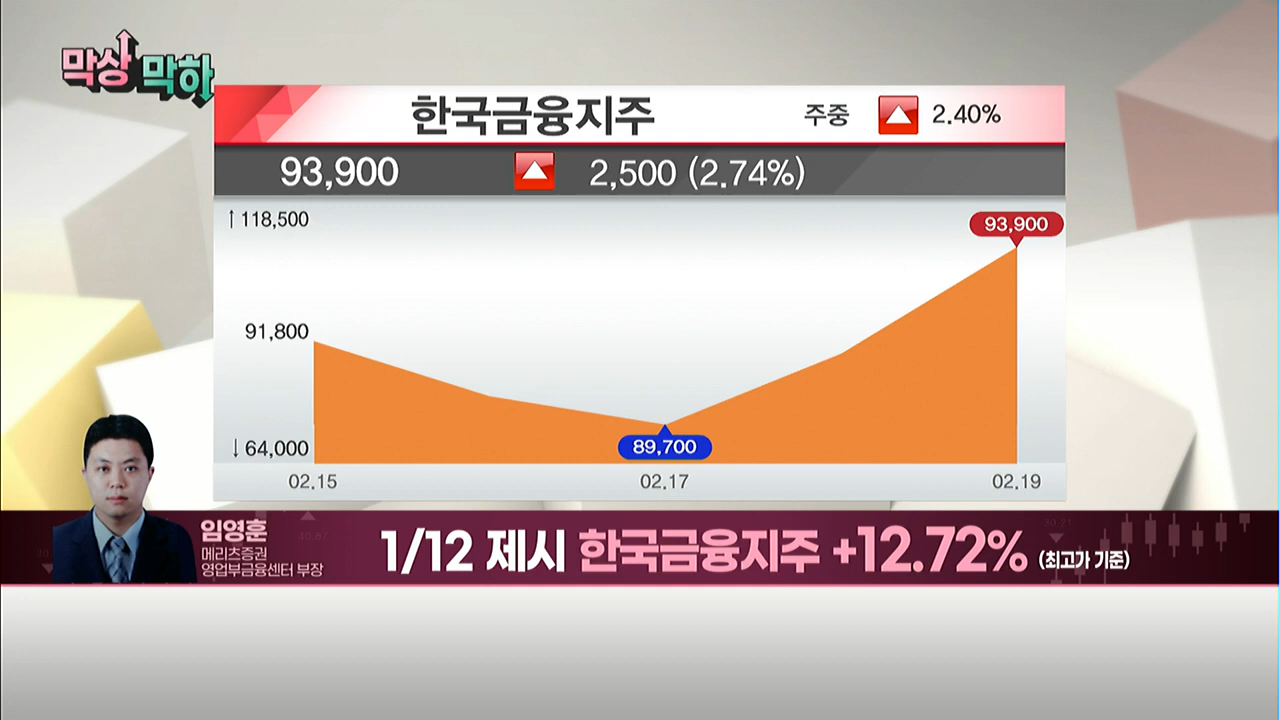 막상 막하
한국금융지주 주중 ▲ 2.40%
93,900 ▲ 2,500 (2.74%)
↑118,500
93,900
91,800
89,700
↓64,000
02.15 02.17 02.19
임영훈
메리츠증권
영업부금융센터 부장
1/12 제시 한국금융지주 +12.72% (최고가 기준)